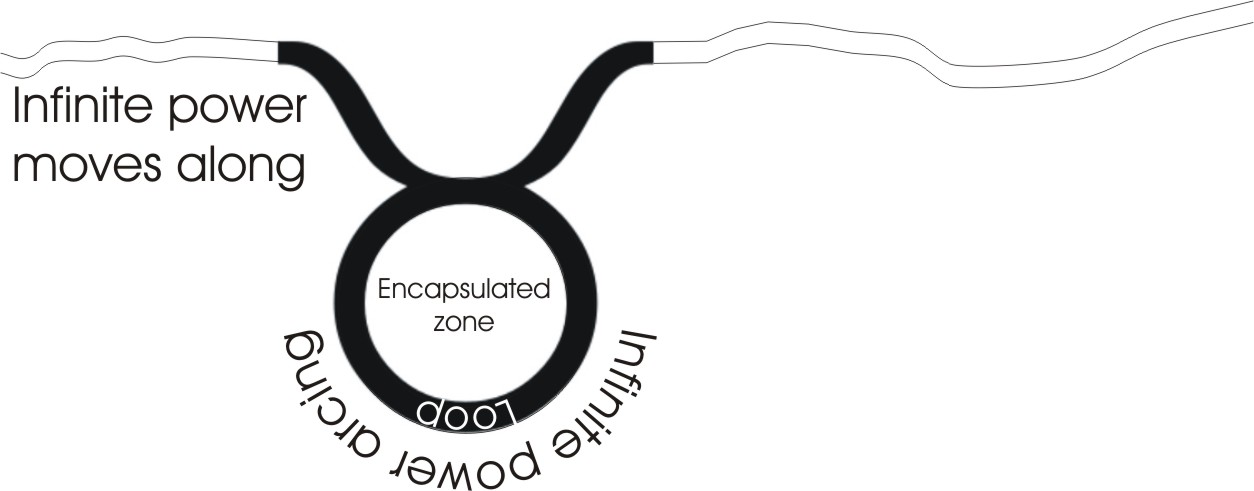 Infinite power
moves along
Encapsulated
zone
Loop
Infinite power arcing